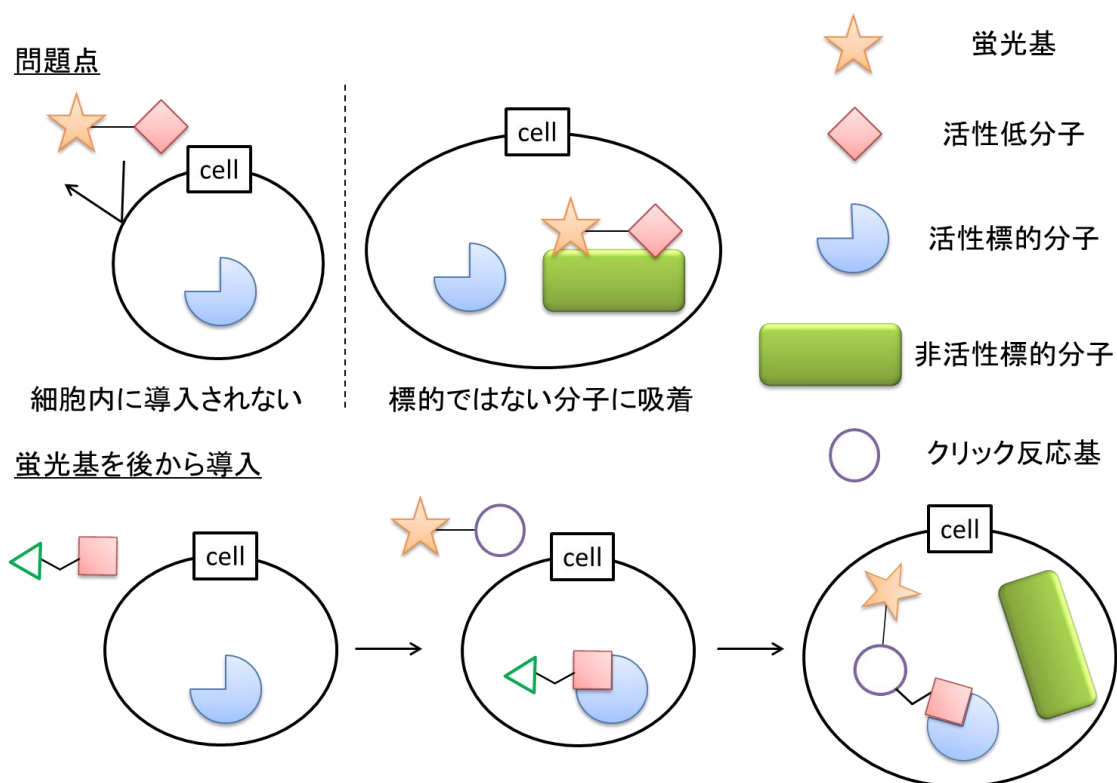 問題点
cell
cell
細胞内に導入されない
標的ではない分子に吸着
蛍光基
活性低分子
活性標的分子
非活性標的分子
クリック反応基
蛍光基を後から導入
cell
cell
cell